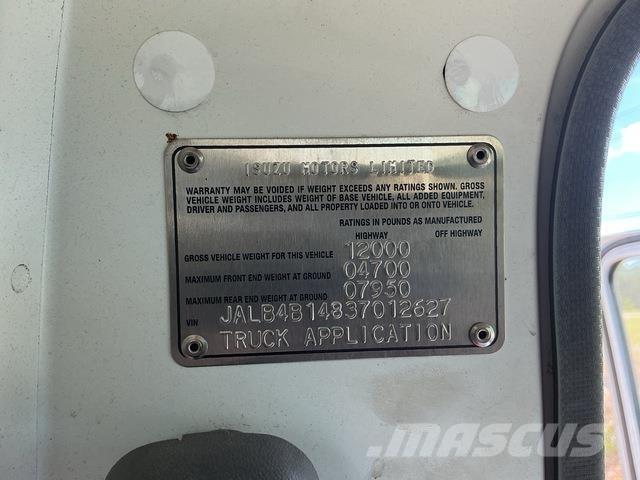 ISUZU MOTORS LIMITED
WARRANTY MAY BE VOIDED IF WEIGHT EXCEEDS ANY RATINGS SHOWN. GROSS
VEHICLE WEIGHT INCLUDES WEIGHT OF BASE VEHICLE, ALL ADDED EQUIPMENT,
DRIVER AND PASSENGERS, AND ALL PROPERTY LOADED INTO OR ONTO VEHICLE.
RATINGS IN POUNDS AS MANUFACTURED
HIGHWAY OFF HIGHWAY
GROSS VEHICLE WEIGHT FOR THIS VEHICLE 12000
MAXIMUM FRONT END WEIGHT AT GROUND 04700
MAXIMUM REAR END WEIGHT AT GROUND 07950
VIN JALB4B14837012627
TRUCK APPLICATION
MASCUS